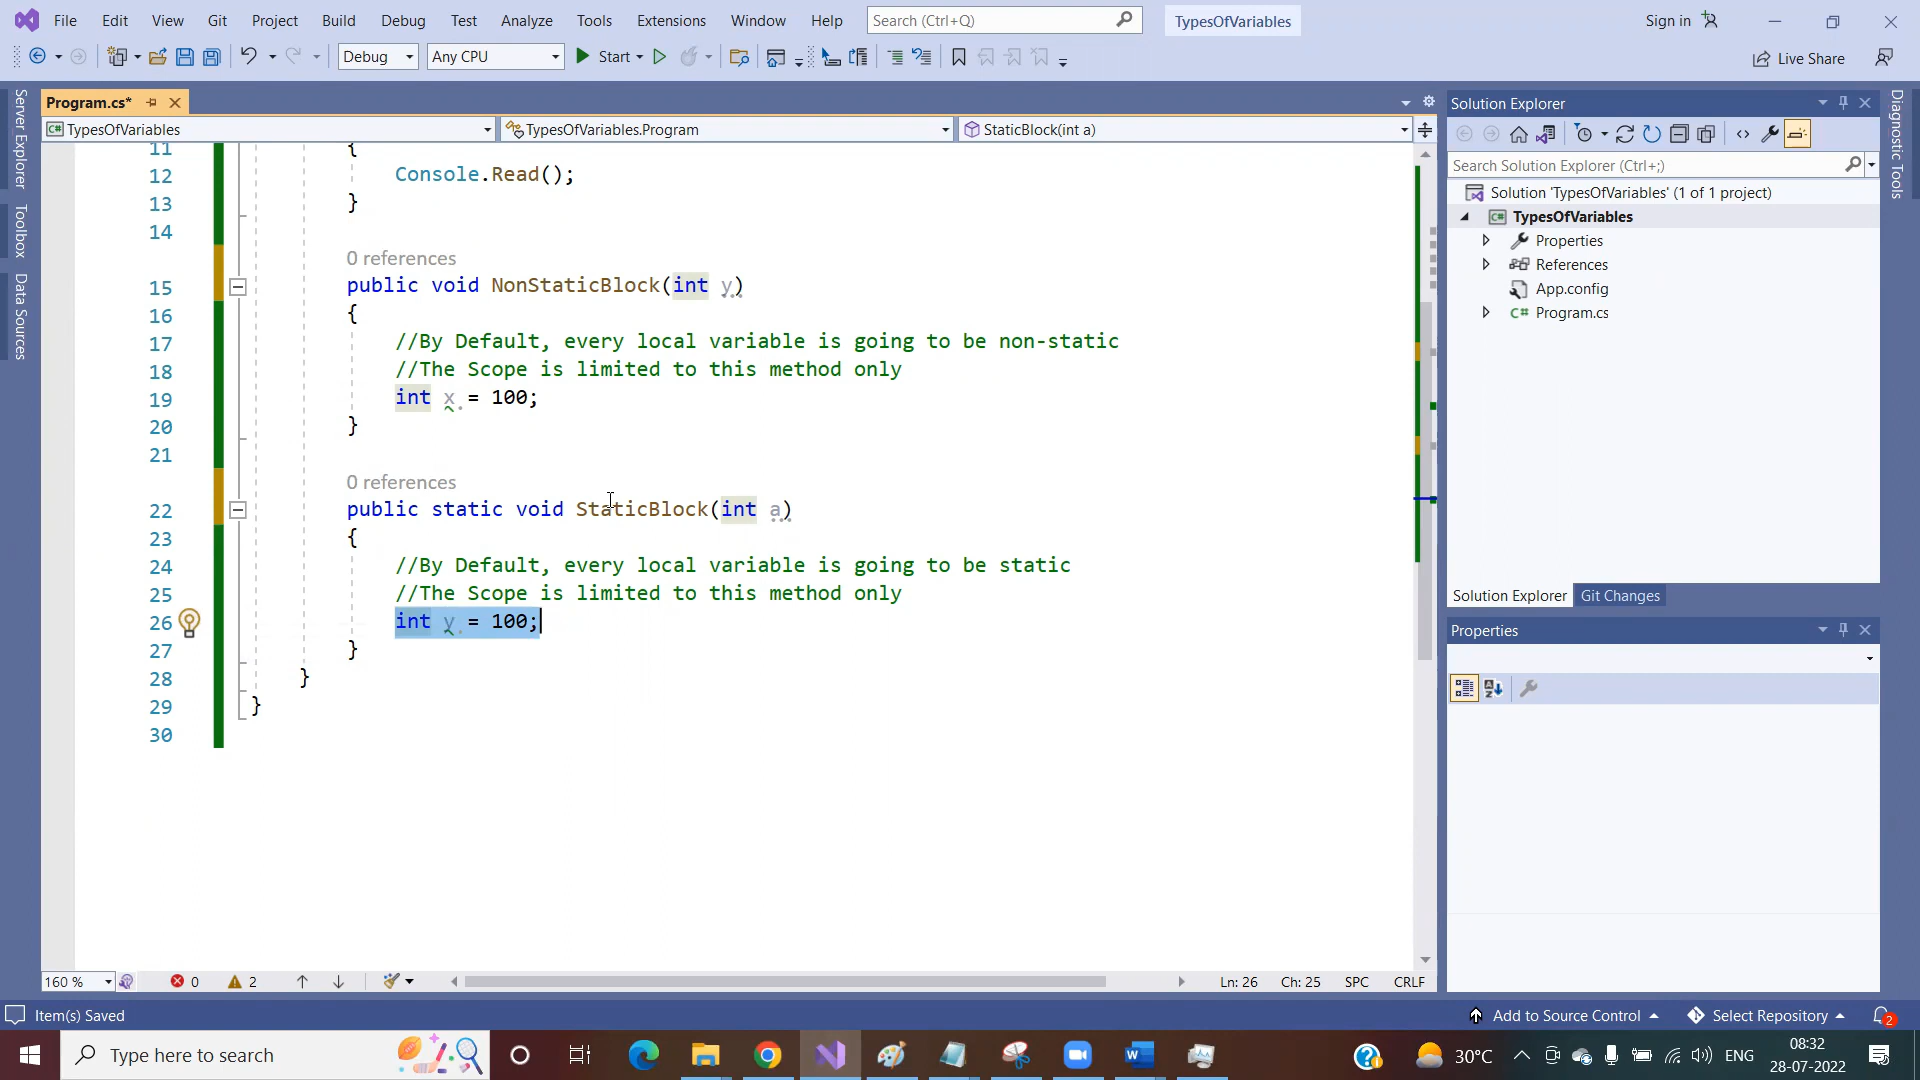 File Edit View Git Project Build Debug Test Analyze Tools Extensions Window Help Search (Ctrl+Q) TypesOfVariables Sign in
Debug Any CPU Start Live Share
Server Explorer
Toolbox
Data Sources
Program.cs*
TypesOfVariables TypesOfVariables.Program StaticBlock(int a)
11 {
12 Console.Read();
13 }
14
0 references
15 public void NonStaticBlock(int y)
16 {
17 //By Default, every local variable is going to be non-static
18 //The Scope is limited to this method only
19 int x = 100;
20 }
21
0 references
22 public static void StaticBlock(int a)
23 {
24 //By Default, every local variable is going to be static
25 //The Scope is limited to this method only
26 int y = 100;
27 }
28 }
29 }
30
160 % 0 2 Ln: 26 Ch: 25 SPC CRLF
Solution Explorer
Search Solution Explorer (Ctrl+;)
Solution 'TypesOfVariables' (1 of 1 project)
C# TypesOfVariables
Properties
References
App.config
C# Program.cs
Solution Explorer Git Changes
Properties
Diagnostic Tools
Item(s) Saved Add to Source Control Select Repository 2
Type here to search 30°C ENG 08:32
28-07-2022